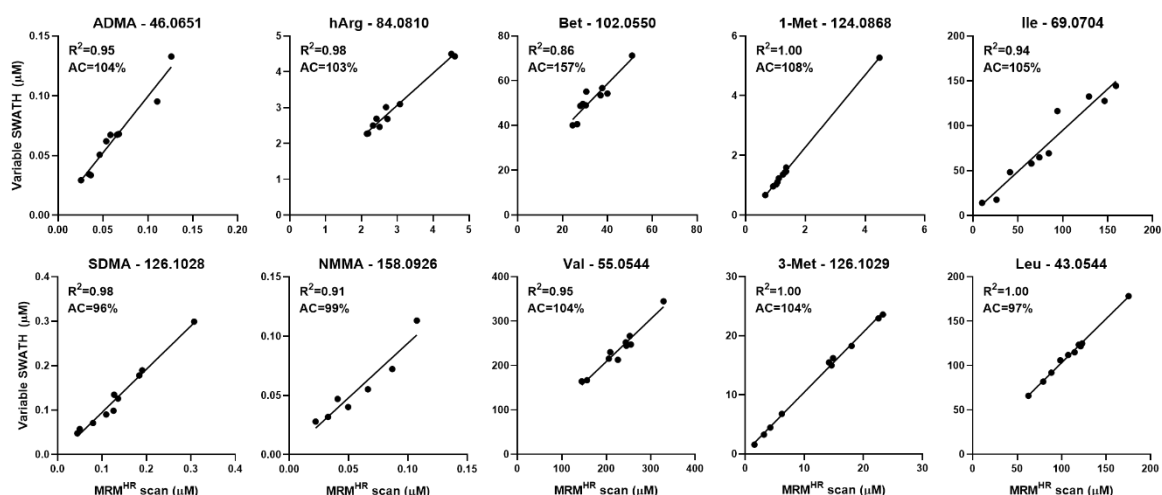 ADMA - 46.0651
hArg - 84.0810
Bet - 102.0550
1-Met - 124.0868
Ile - 69.0704
R²=0.95
AC=104%
R²=0.98
AC=103%
R²=0.86
AC=157%
R²=1.00
AC=108%
R²=0.94
AC=105%
Variable SWATH (µM)
0.15
0.10
0.05
0.00
0.00 0.05 0.10 0.15 0.20
5
4
3
2
1
0
0 1 2 3 4 5
80
60
40
20
0
0 20 40 60 80
6
4
2
0
0 2 4 6
200
150
100
50
0
0 50 100 150 200
SDMA - 126.1028
NMMA - 158.0926
Val - 55.0544
3-Met - 126.1029
Leu - 43.0544
R²=0.98
AC=96%
R²=0.91
AC=99%
R²=0.95
AC=104%
R²=1.00
AC=104%
R²=1.00
AC=97%
Variable SWATH (µM)
0.4
0.3
0.2
0.1
0.0
0.0 0.1 0.2 0.3 0.4
0.15
0.10
0.05
0.00
0.00 0.05 0.10 0.15
400
300
200
100
0
0 100 200 300 400
30
20
10
0
0 10 20 30
200
150
100
50
0
0 50 100 150 200
MRM^HR scan (µM)
MRM^HR scan (µM)
MRM^HR scan (µM)
MRM^HR scan (µM)
MRM^HR scan (µM)